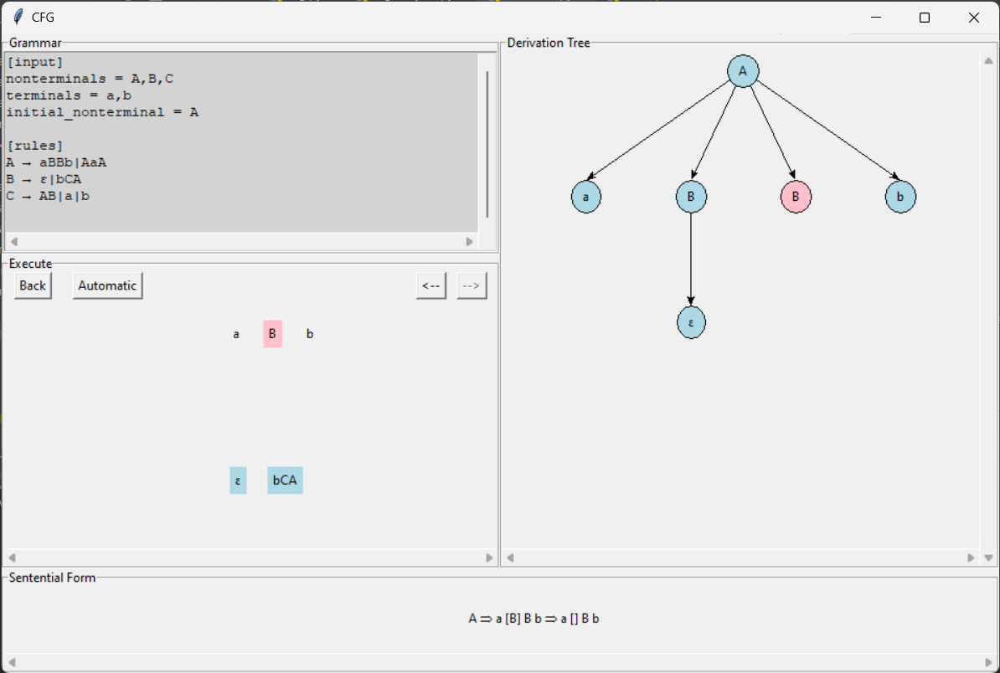 CFG
Grammar
[input]
nonterminals = A,B,C
terminals = a,b
initial_nonterminal = A
[rules]
A → aBBb|AaA
B → ε|bCA
C → AB|a|b
Execute
Back Automatic <-- -->
a B b
ε bCA
Derivation Tree
A
a B B b
ε
Sentential Form
A ⇒ a [B] B b ⇒ a [] B b